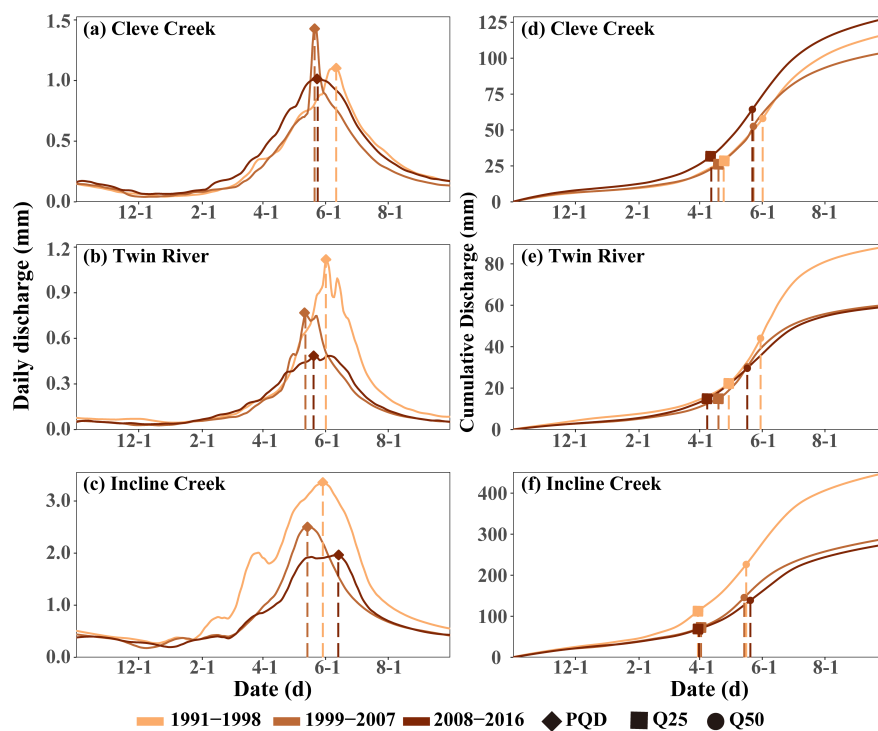 (a) Cleve Creek
1.5
1.0
0.5
0.0
12-1 2-1 4-1 6-1 8-1
(b) Twin River
1.2
0.9
0.6
0.3
0.0
12-1 2-1 4-1 6-1 8-1
(c) Incline Creek
3.0
2.0
1.0
0.0
12-1 2-1 4-1 6-1 8-1
Daily discharge (mm)
Date (d)
(d) Cleve Creek
125
100
75
50
25
0
12-1 2-1 4-1 6-1 8-1
(e) Twin River
80
60
40
20
0
12-1 2-1 4-1 6-1 8-1
(f) Incline Creek
400
300
200
100
0
12-1 2-1 4-1 6-1 8-1
Cumulative Discharge (mm)
Date (d)
1991−1998 1999−2007 2008−2016 PQD Q25 Q50